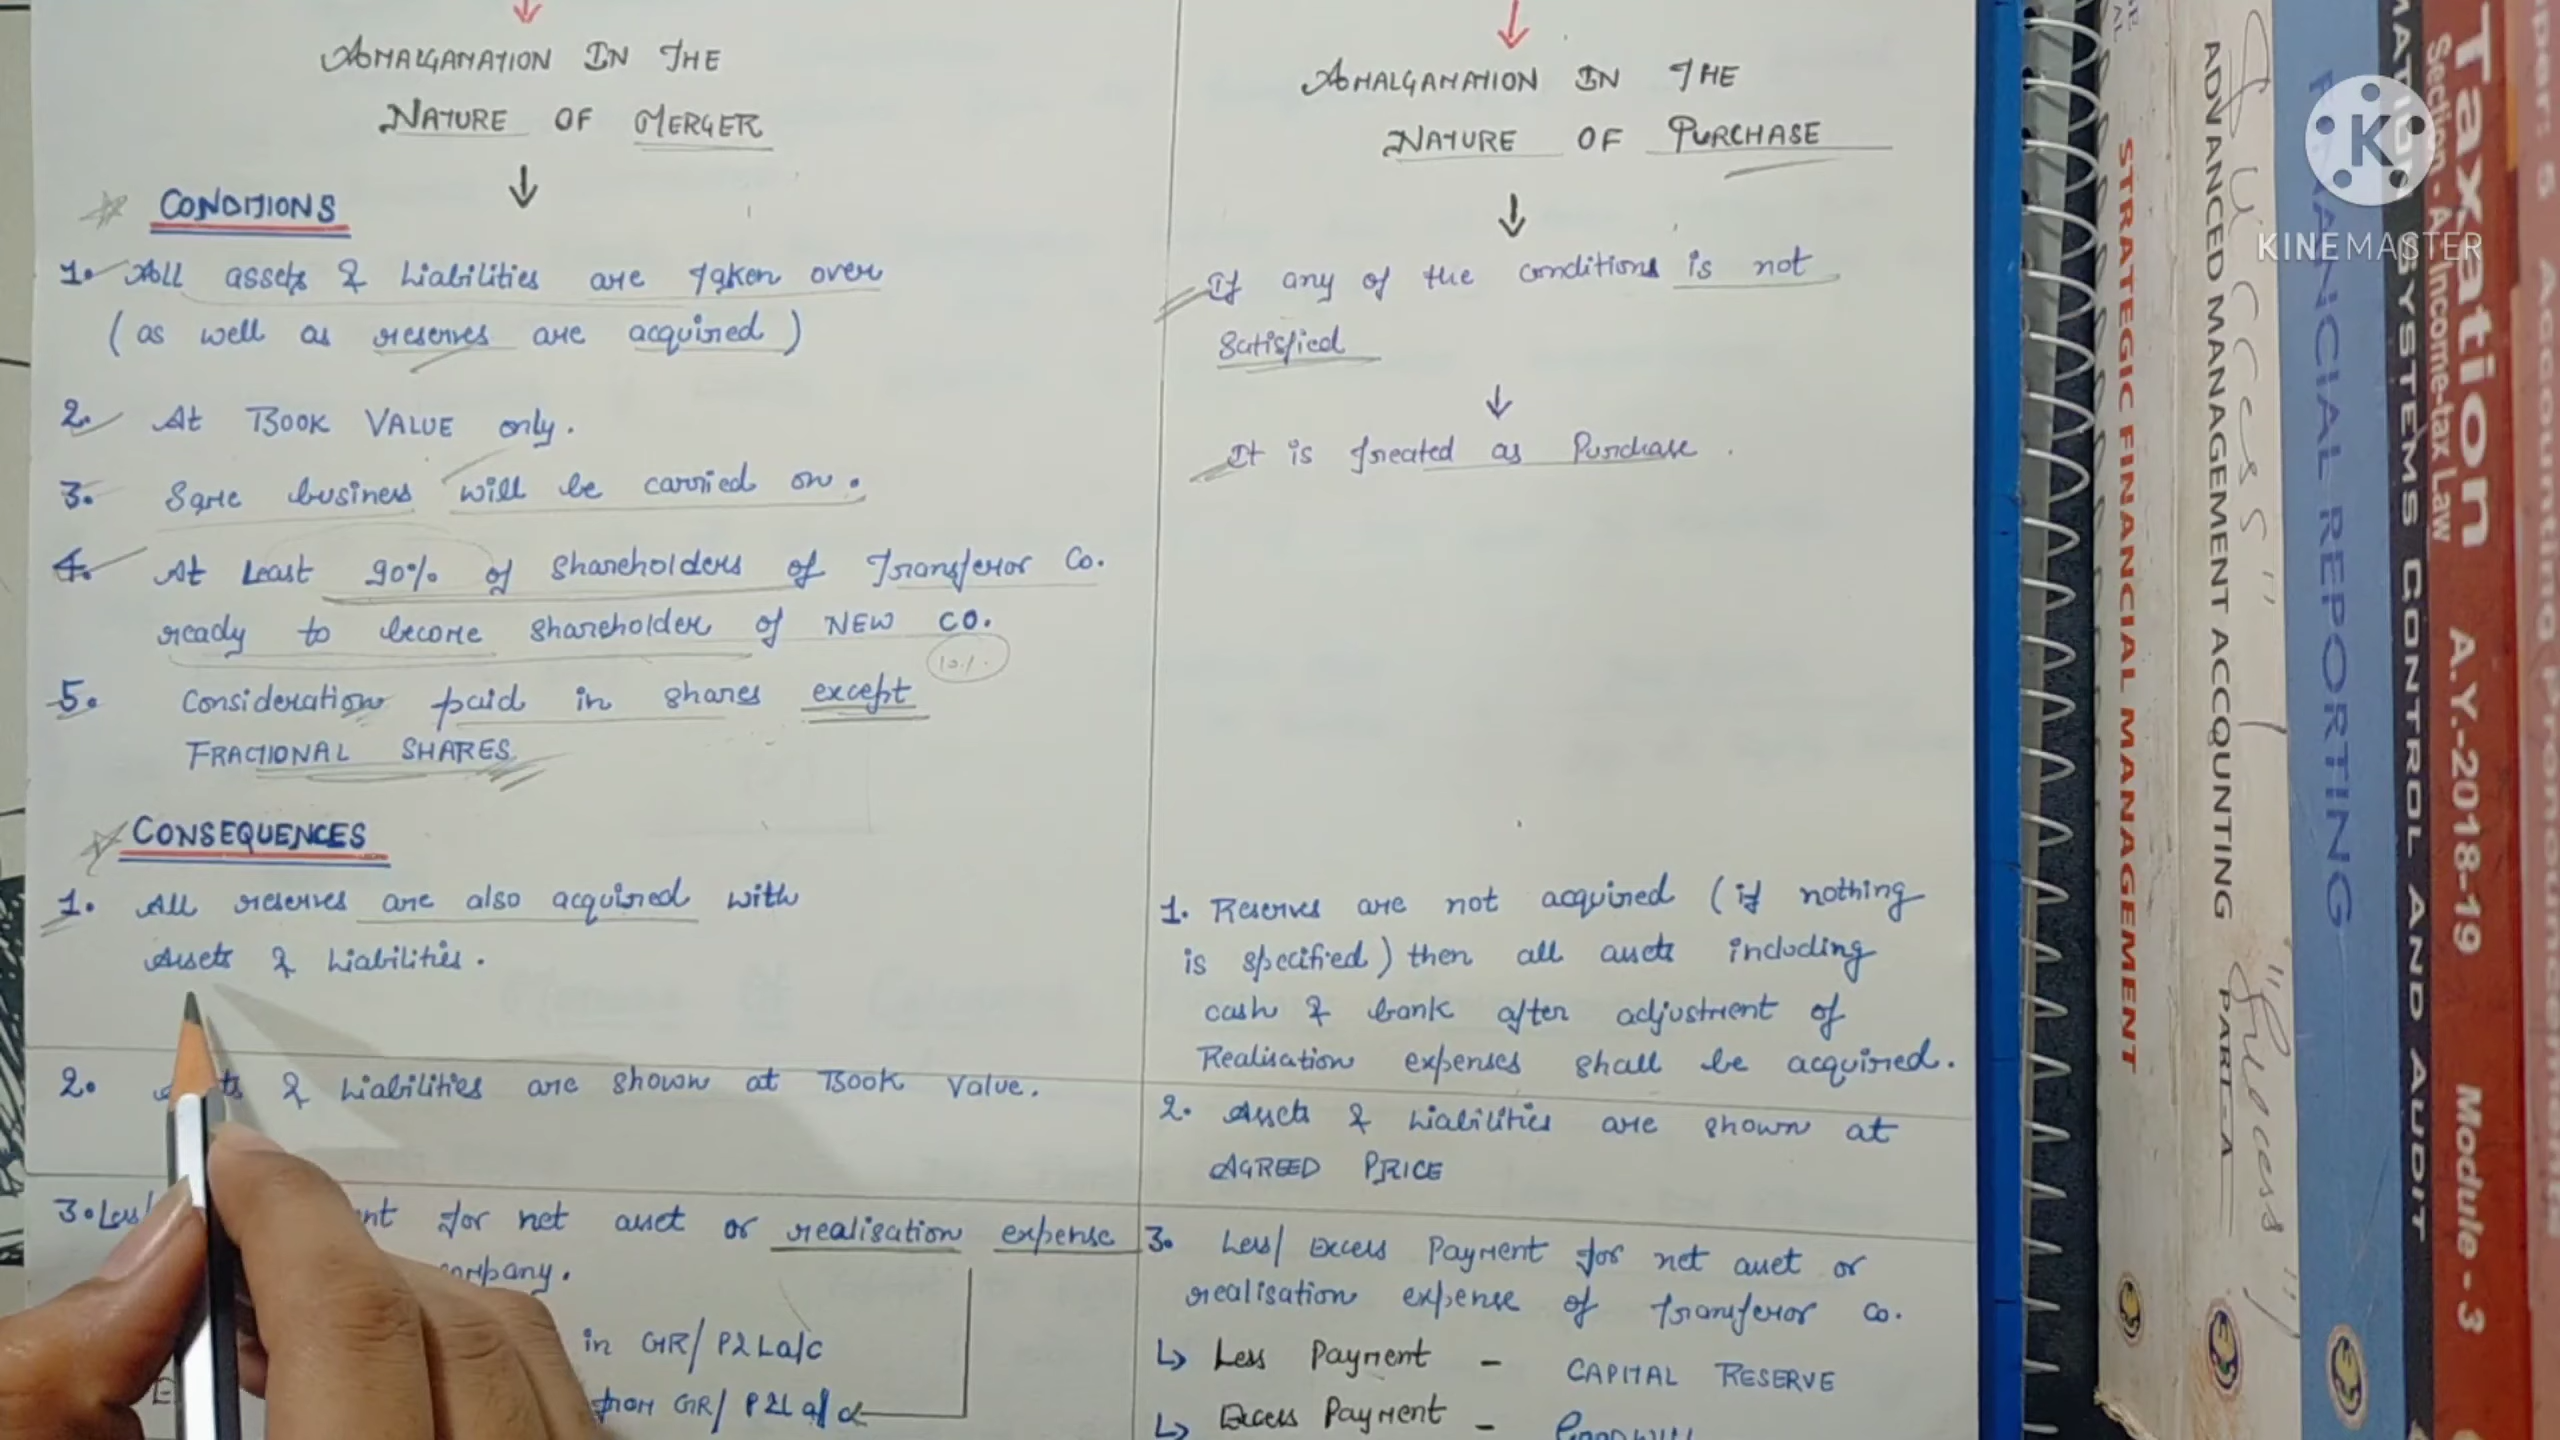 AMALGAMATION IN THE
NATURE OF MERGER
CONDITIONS
1. All assets & Liabilities are taken over
(as well as reserves are acquired)
2. At BOOK VALUE only.
3. Same business will be carried on.
4. At Least 90% of shareholders of Transferor Co.
ready to become shareholder of NEW CO.
10%
5. Consideration paid in shares except
FRACTIONAL SHARES
CONSEQUENCES
1. All reserves are also acquired with
Assets & Liabilities.
2. & Liabilities are shown at Book Value.
3. Less/ for net asset or realisation expense
in GR/ P&L a/c
from GR/ P&L a/c
AMALGAMATION IN THE
NATURE OF PURCHASE
If any of the conditions is not
Satisfied
It is treated as Purchase.
1. Reserves are not acquired (if nothing
is specified) then all assets including
cash & bank after adjustment of
Realisation expenses shall be acquired.
2. Assets & Liabilities are shown at
AGREED PRICE
3. Less/ Excess Payment for net asset or
realisation expense of Transferor Co.
Less Payment - CAPITAL RESERVE
Excess Payment - GOODWILL
STRATEGIC FINANCIAL MANAGEMENT
ADVANCED MANAGEMENT ACCOUNTING PART-A
"Success"
"Success"
FINANCIAL REPORTING
SYSTEMS CONTROL AND AUDIT
Taxation
Section - A: Income-tax Law
A.Y.-2018-19
Module - 3
Accounting Pronouncements
K
KINEMASTER